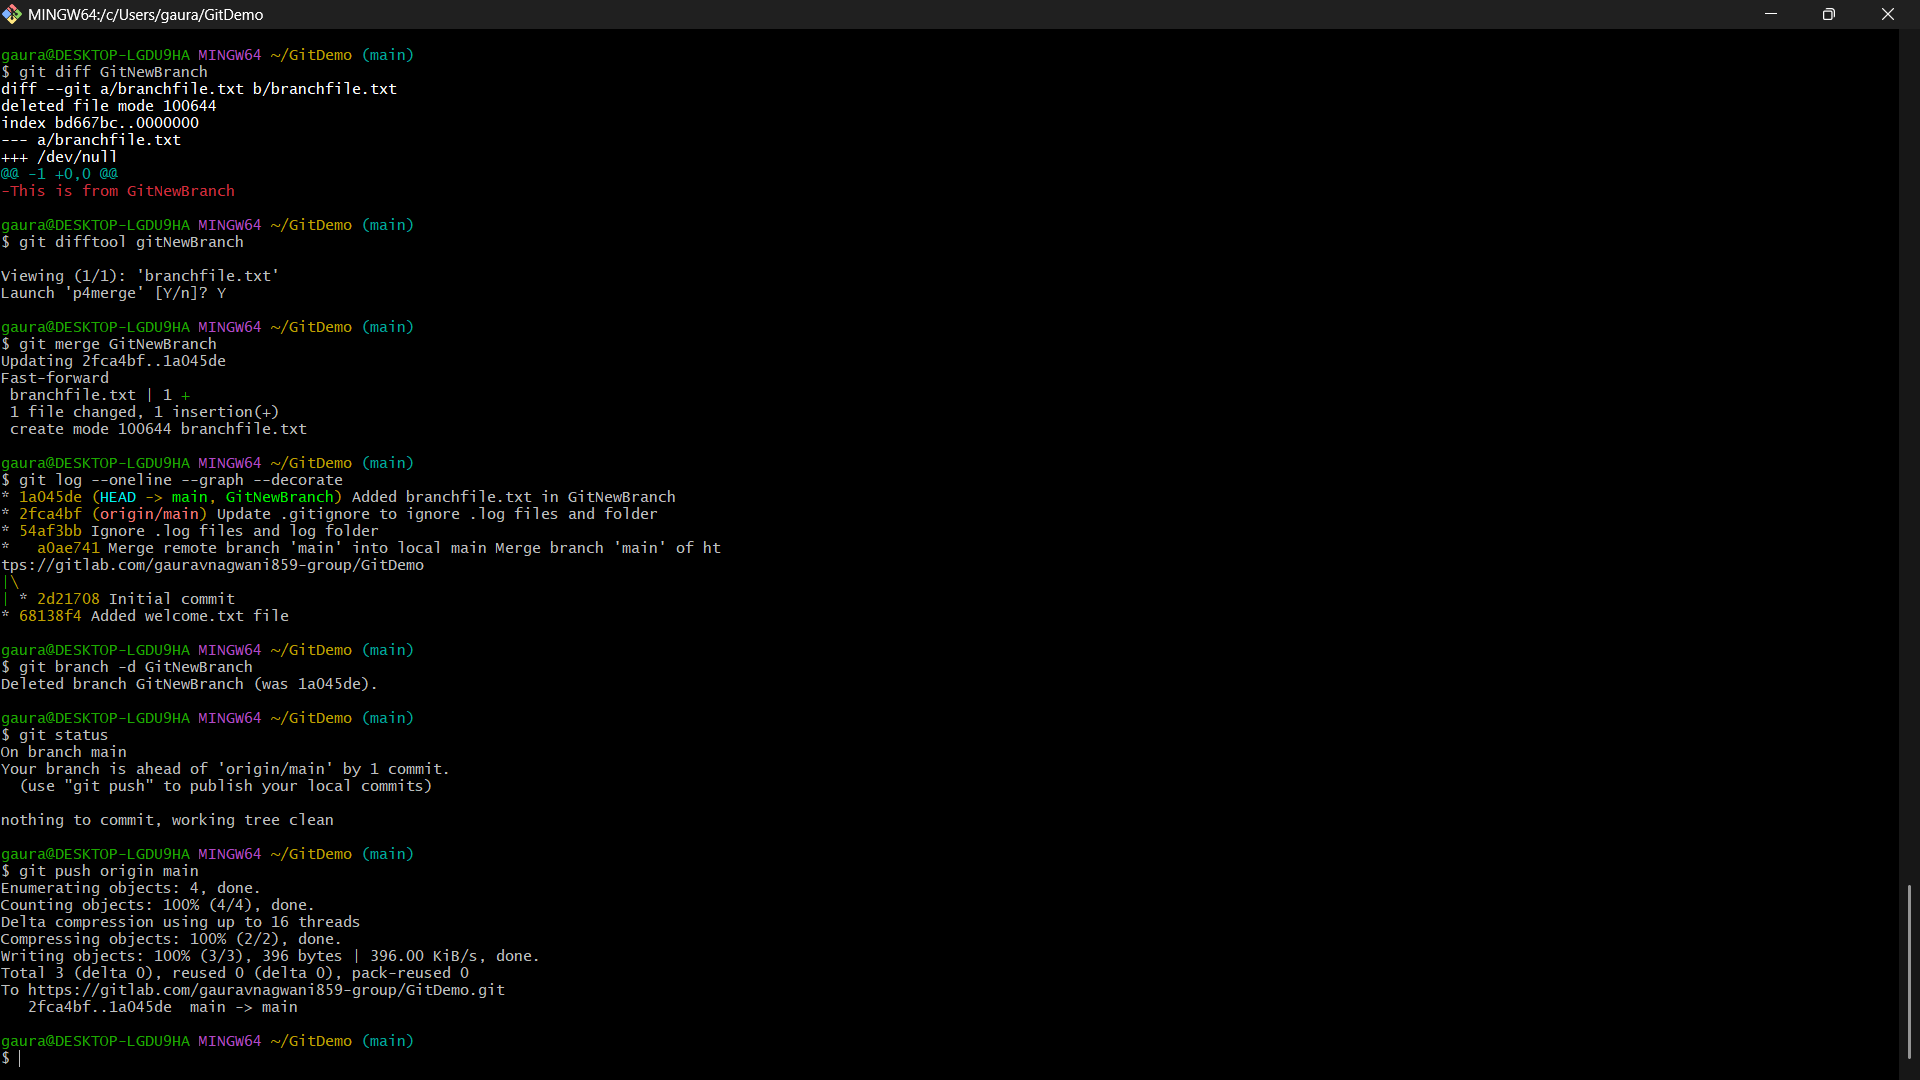 MINGW64:/c/Users/gaura/GitDemo
gaura@DESKTOP-LGDU9HA MINGW64 ~/GitDemo (main)
$ git diff GitNewBranch
diff --git a/branchfile.txt b/branchfile.txt
deleted file mode 100644
index bd667bc..0000000
--- a/branchfile.txt
+++ /dev/null
@@ -1 +0,0 @@
-This is from GitNewBranch
gaura@DESKTOP-LGDU9HA MINGW64 ~/GitDemo (main)
$ git difftool gitNewBranch
Viewing (1/1): 'branchfile.txt'
Launch 'p4merge' [Y/n]? Y
gaura@DESKTOP-LGDU9HA MINGW64 ~/GitDemo (main)
$ git merge GitNewBranch
Updating 2fca4bf..1a045de
Fast-forward
 branchfile.txt | 1 +
 1 file changed, 1 insertion(+)
 create mode 100644 branchfile.txt
gaura@DESKTOP-LGDU9HA MINGW64 ~/GitDemo (main)
$ git log --oneline --graph --decorate
* 1a045de (HEAD -> main, GitNewBranch) Added branchfile.txt in GitNewBranch
* 2fca4bf (origin/main) Update .gitignore to ignore .log files and folder
* 54af3bb Ignore .log files and log folder
*   a0ae741 Merge remote branch 'main' into local main Merge branch 'main' of ht
tps://gitlab.com/gauravnagwani859-group/GitDemo
|\
| * 2d21708 Initial commit
* 68138f4 Added welcome.txt file
gaura@DESKTOP-LGDU9HA MINGW64 ~/GitDemo (main)
$ git branch -d GitNewBranch
Deleted branch GitNewBranch (was 1a045de).
gaura@DESKTOP-LGDU9HA MINGW64 ~/GitDemo (main)
$ git status
On branch main
Your branch is ahead of 'origin/main' by 1 commit.
  (use "git push" to publish your local commits)
nothing to commit, working tree clean
gaura@DESKTOP-LGDU9HA MINGW64 ~/GitDemo (main)
$ git push origin main
Enumerating objects: 4, done.
Counting objects: 100% (4/4), done.
Delta compression using up to 16 threads
Compressing objects: 100% (2/2), done.
Writing objects: 100% (3/3), 396 bytes | 396.00 KiB/s, done.
Total 3 (delta 0), reused 0 (delta 0), pack-reused 0
To https://gitlab.com/gauravnagwani859-group/GitDemo.git
   2fca4bf..1a045de  main -> main
gaura@DESKTOP-LGDU9HA MINGW64 ~/GitDemo (main)
$